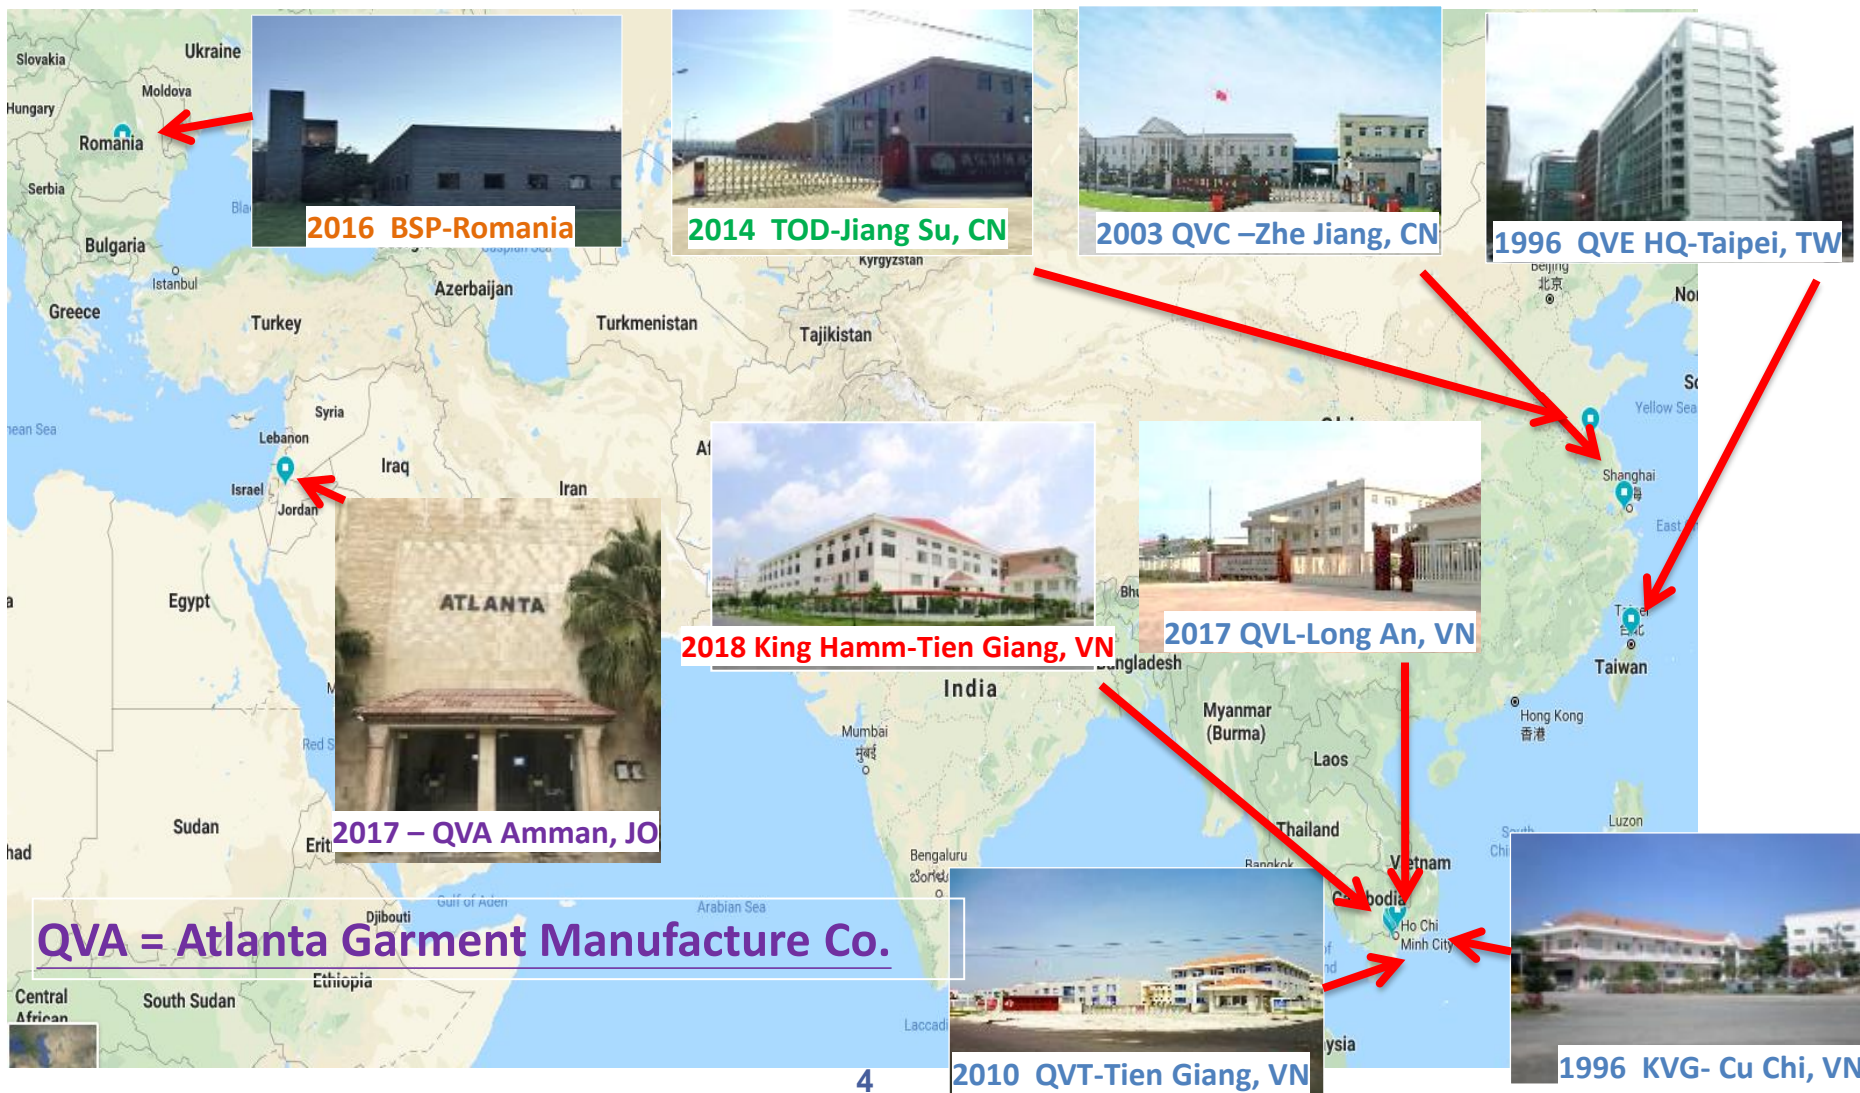 Slovakia
Ukraine
Hungary
Moldova
Romania
Serbia
Bulgaria
Istanbul
Greece
Turkey
Azerbaijan
Turkmenistan
Kyrgyzstan
Tajikistan
2016 BSP-Romania
2014 TOD-Jiang Su, CN
2003 QVC –Zhe Jiang, CN
1996 QVE HQ-Taipei, TW
Beijing
北京
Yellow Sea
Syria
Lebanon
Iraq
Iran
Israel
Jordan
Egypt
ATLANTA
2018 King Hamm-Tien Giang, VN
2017 QVL-Long An, VN
Shanghai
Taiwan
Hong Kong
香港
India
Mumbai
मुंबई
Myanmar
(Burma)
Laos
Thailand
Bangkok
Vietnam
Cambodia
Ho Chi
Minh City
Luzon
Sudan
2017 – QVA Amman, JO
Bengaluru
Gulf of Aden
Arabian Sea
Djibouti
QVA = Atlanta Garment Manufacture Co.
Ethiopia
Central
African
South Sudan
2010 QVT-Tien Giang, VN
1996 KVG- Cu Chi, VN
4